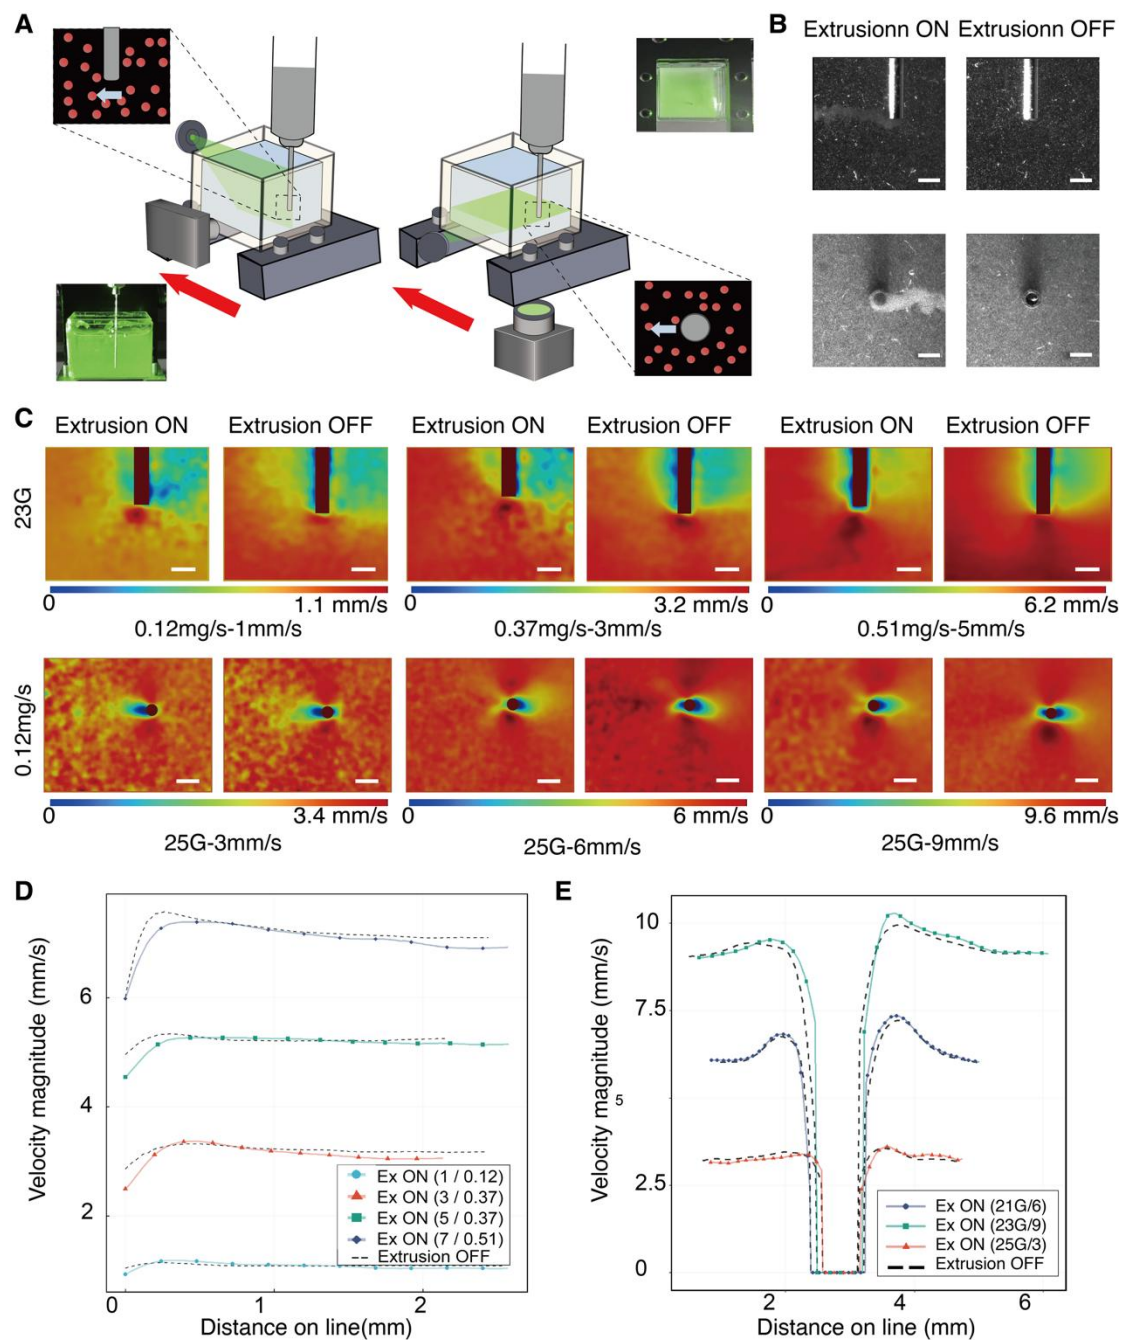 A
B
Extrusionn ON Extrusionn OFF
C
Extrusion ON Extrusion OFF Extrusion ON Extrusion OFF Extrusion ON Extrusion OFF
23G
0 1.1 mm/s 0 3.2 mm/s 0 6.2 mm/s
0.12mg/s-1mm/s 0.37mg/s-3mm/s 0.51mg/s-5mm/s
0.12mg/s
0 3.4 mm/s 0 6 mm/s 0 9.6 mm/s
25G-3mm/s 25G-6mm/s 25G-9mm/s
D
Velocity magnitude (mm/s)
6
4
2
Ex ON (1 / 0.12)
Ex ON (3 / 0.37)
Ex ON (5 / 0.37)
Ex ON (7 / 0.51)
Extrusion OFF
0 1 2
Distance on line(mm)
E
Velocity magnitude (mm/s)
10
7.5
5
2.5
0
Ex ON (21G/6)
Ex ON (23G/9)
Ex ON (25G/3)
Extrusion OFF
2 4 6
Distance on line (mm)